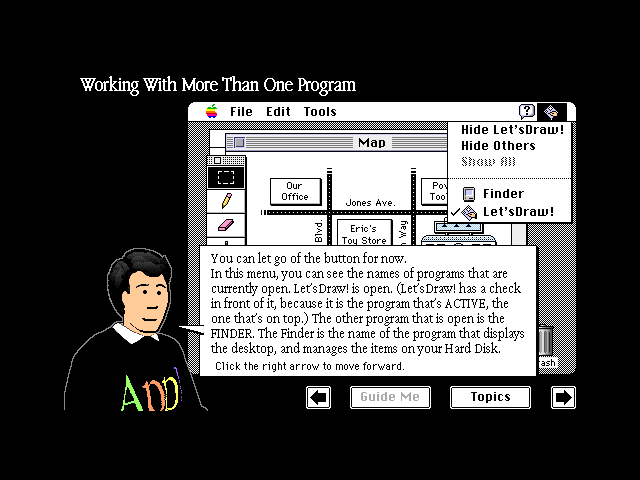 Working With More Than One Program
File Edit Tools
Hide Let'sDraw!
Hide Others
Show All
Finder
Let'sDraw!
Map
Our
Office
Jones Ave.
Blvd.
Eric's
Toy Store
Way
You can let go of the button for now.
In this menu, you can see the names of programs that are
currently open. Let'sDraw! is open. (Let'sDraw! has a check
in front of it, because it is the program that's ACTIVE, the
one that's on top.) The other program that is open is the
FINDER. The Finder is the name of the program that displays
the desktop, and manages the items on your Hard Disk.
Click the right arrow to move forward.
Guide Me
Topics